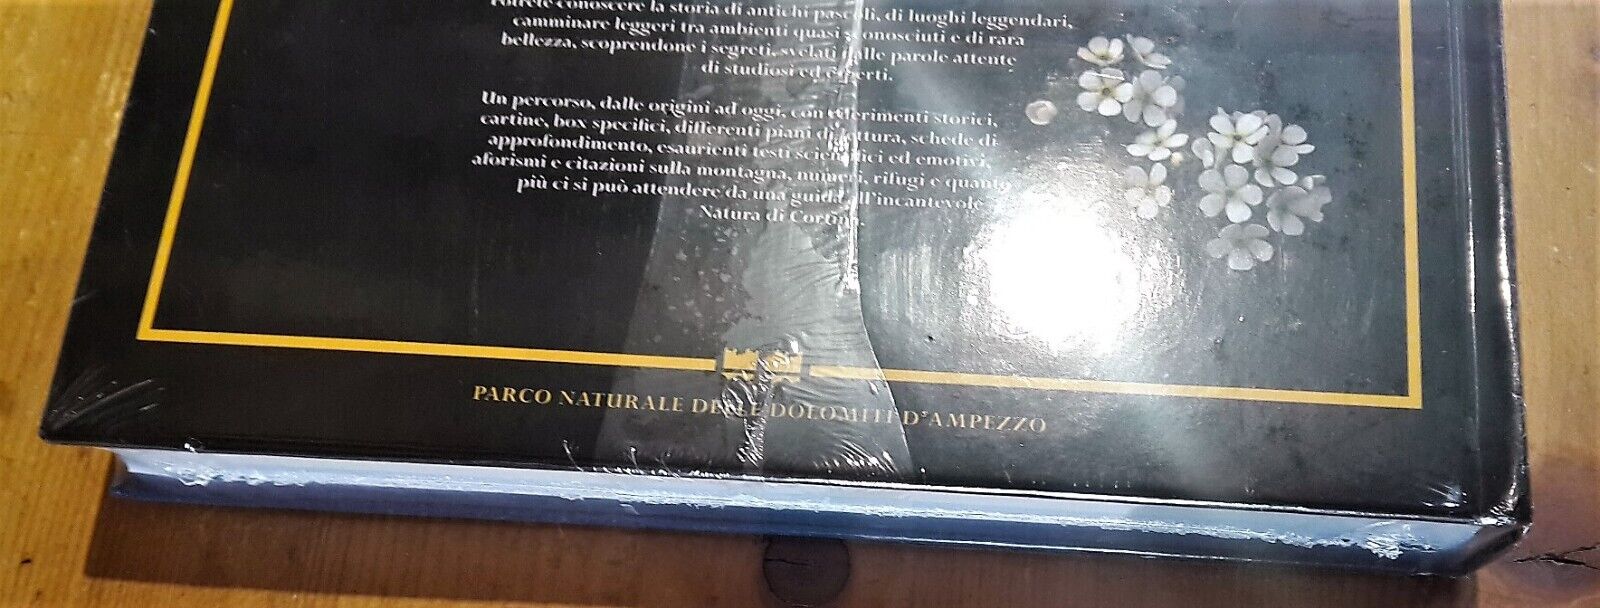 Potrete conoscere la storia di antichi pascoli, di luoghi leggendari,
camminare leggeri tra ambienti quasi sconosciuti e di rara
bellezza, scoprendone i segreti, svelati dalle parole attente
di studiosi ed esperti.
Un percorso, dalle origini ad oggi, con riferimenti storici,
cartine, box specifici, differenti piani di lettura, schede di
approfondimento, esaurienti testi scientifici ed emotivi,
aforismi e citazioni sulla montagna, numeri, rifugi e quanto
più ci si può attendere da una guida all'incantevole
Natura di Cortina.
PARCO NATURALE DELLE DOLOMITI D'AMPEZZO